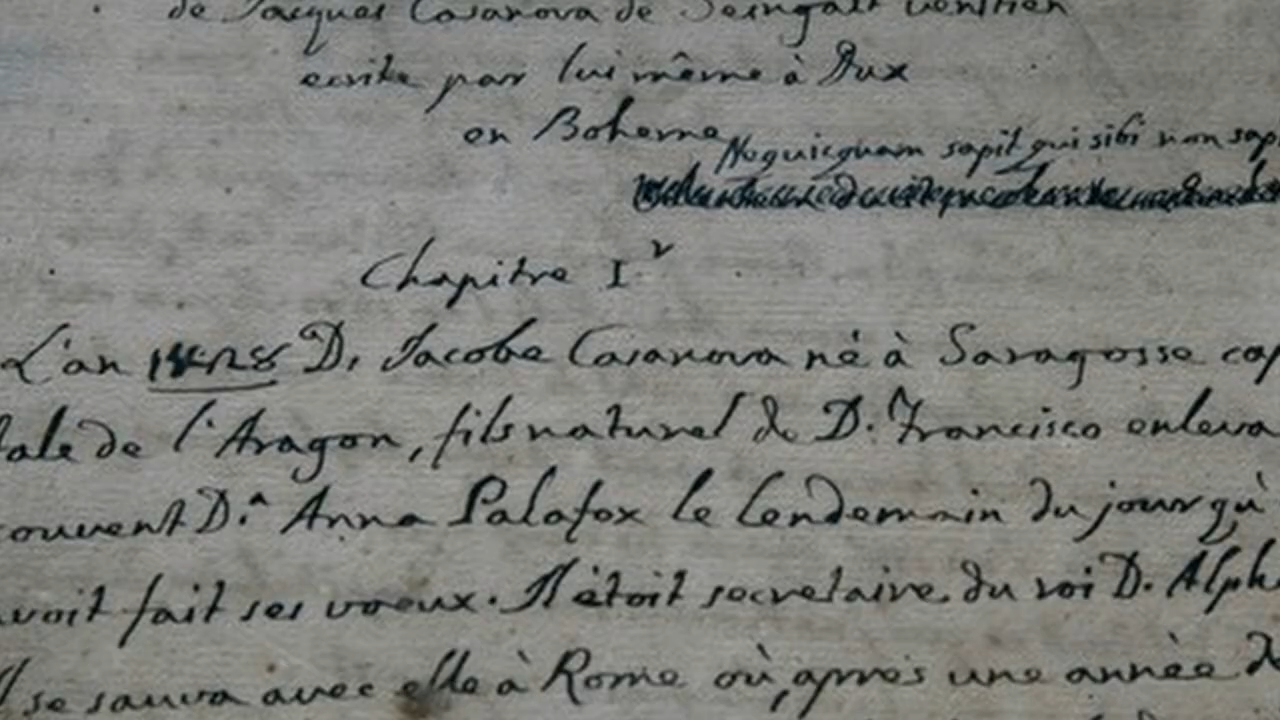 de Jacques Casanova de Seingalt venitien
ecrite par lui même à Dux
en Boheme
Nequicquam sapit qui sibi non sap
Chapitre I r
L'an 1428 D. Jacobe Casanova né à Saragosse cap
tale de l'Aragon, fils naturel de D. Francisco enleva
couvent D.a Anna Palafox le lendemain du jour qu'
avoit fait ses voeux. Il étoit secretaire du roi D. Alph
Il se sauva avec elle à Rome où, après une année de